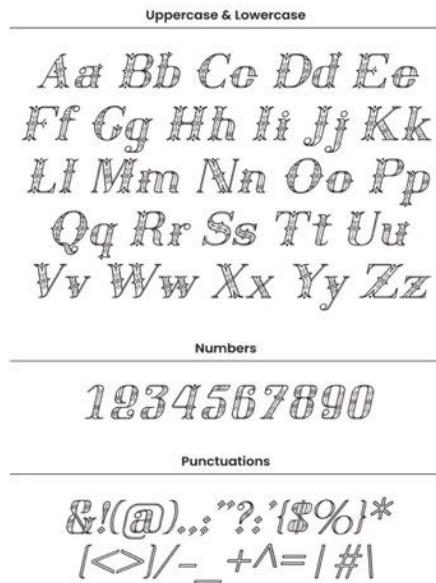 Uppercase & Lowercase
Aa Bb Cc Dd Ee
Ff Gg Hh Ii Jj Kk
Ll Mm Nn Oo Pp
Qq Rr Ss Tt Uu
Vv Ww Xx Yy Zz
Numbers
1234567890
Punctuations
&!(@).,;"?:'{$%}*
[<>]/-_+^=|#|